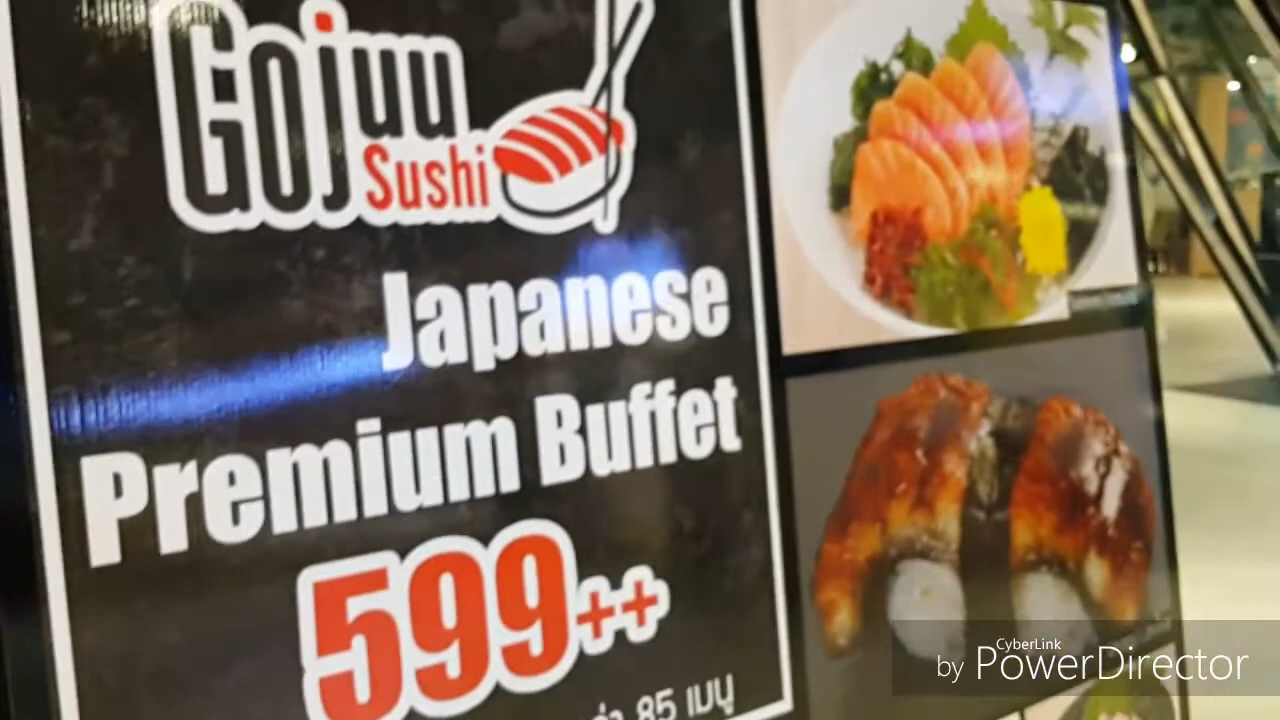 Gojuu
Sushi
Japanese
Premium Buffet
599++
85 เมนู
CyberLink
by PowerDirector